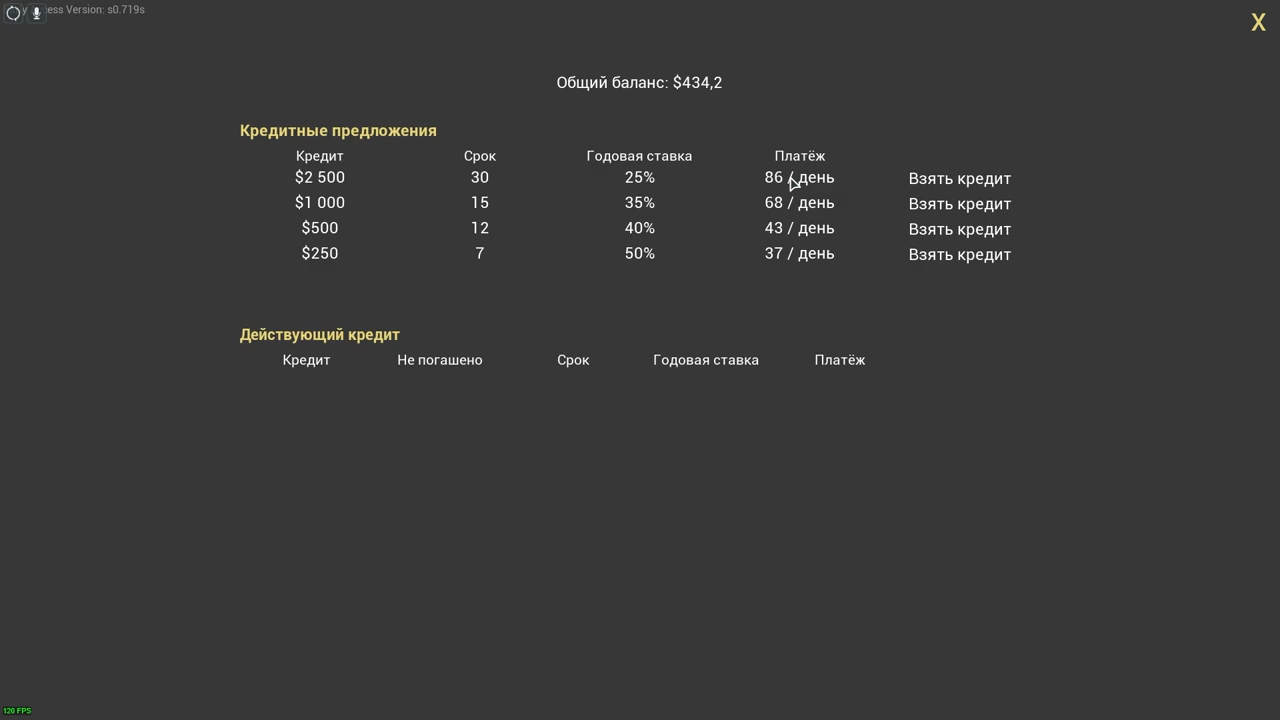 ess Version: s0.719s
X
Общий баланс: $434,2
Кредитные предложения
Кредит Срок Годовая ставка Платёж
$2 500 30 25% 86 / день Взять кредит
$1 000 15 35% 68 / день Взять кредит
$500 12 40% 43 / день Взять кредит
$250 7 50% 37 / день Взять кредит
Действующий кредит
Кредит Не погашено Срок Годовая ставка Платёж
120 FPS